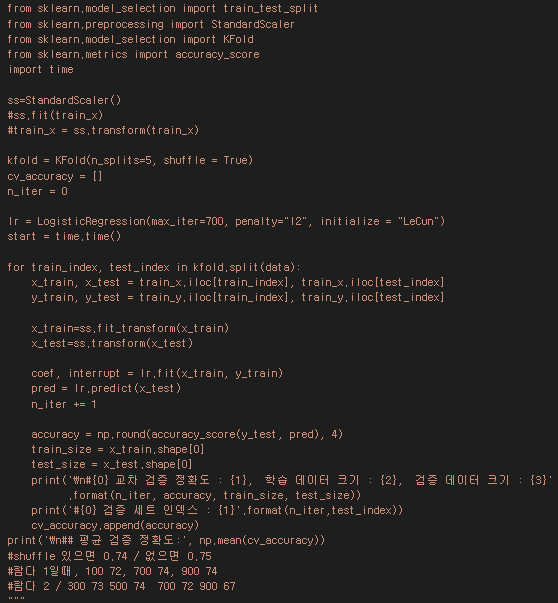 from sklearn.model_selection import train_test_split
from sklearn.preprocessing import StandardScaler
from sklearn.model_selection import KFold
from sklearn.metrics import accuracy_score
import time

ss=StandardScaler()
#ss.fit(train_x)
#train_x = ss.transform(train_x)

kfold = KFold(n_splits=5, shuffle = True)
cv_accuracy = []
n_iter = 0

lr = LogisticRegression(max_iter=700, penalty="l2", initialize = "LeCun")
start = time.time()

for train_index, test_index in kfold.split(data):
    x_train, x_test = train_x.iloc[train_index], train_x.iloc[test_index]
    y_train, y_test = train_y.iloc[train_index], train_y.iloc[test_index]

    x_train=ss.fit_transform(x_train)
    x_test=ss.transform(x_test)

    coef, interrupt = lr.fit(x_train, y_train)
    pred = lr.predict(x_test)
    n_iter += 1

    accuracy = np.round(accuracy_score(y_test, pred), 4)
    train_size = x_train.shape[0]
    test_size = x_test.shape[0]
    print('₩n#{0} 교차 검증 정확도 : {1},  학습 데이터 크기 : {2},  검증 데이터 크기 : {3}'
          .format(n_iter, accuracy, train_size, test_size))
    print('#{0} 검증 세트 인덱스 : {1}'.format(n_iter,test_index))
    cv_accuracy.append(accuracy)
print('₩n## 평균 검증 정확도:', np.mean(cv_accuracy))
#shuffle 있으면 0.74 / 없으면 0.75
#람다 1일때, 100 72, 700 74, 900 74
#람다 2 / 300 73 500 74  700 72 900 67
"""